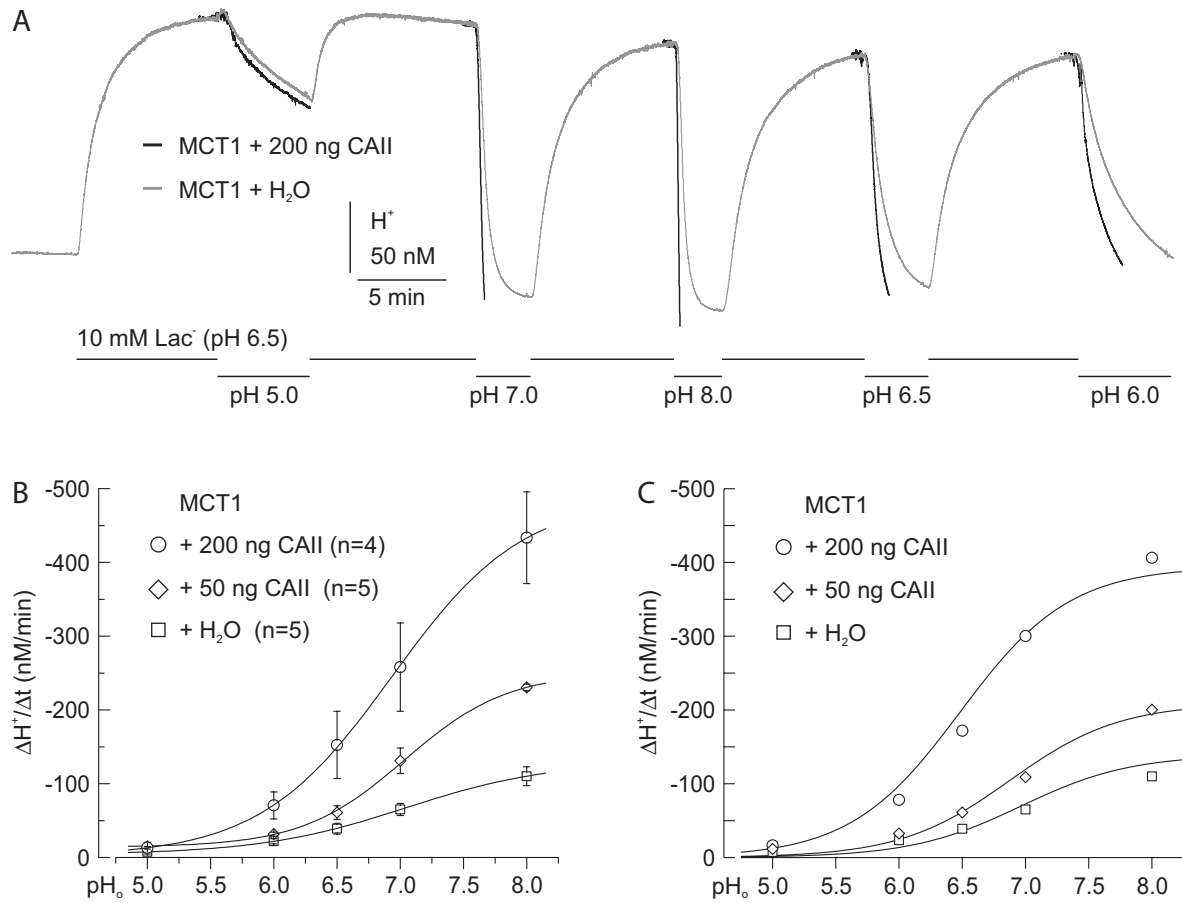 A
MCT1 + 200 ng CAII
MCT1 + H₂O
H⁺
50 nM
5 min
10 mM Lac⁻ (pH 6.5)
pH 5.0
pH 7.0
pH 8.0
pH 6.5
pH 6.0
B
-500
-400
-300
-200
-100
0
ΔH⁺/Δt (nM/min)
MCT1
+ 200 ng CAII (n=4)
+ 50 ng CAII (n=5)
+ H₂O (n=5)
pHₒ 5.0 5.5 6.0 6.5 7.0 7.5 8.0
C
-500
-400
-300
-200
-100
0
ΔH⁺/Δt (nM/min)
MCT1
+ 200 ng CAII
+ 50 ng CAII
+ H₂O
pHₒ 5.0 5.5 6.0 6.5 7.0 7.5 8.0